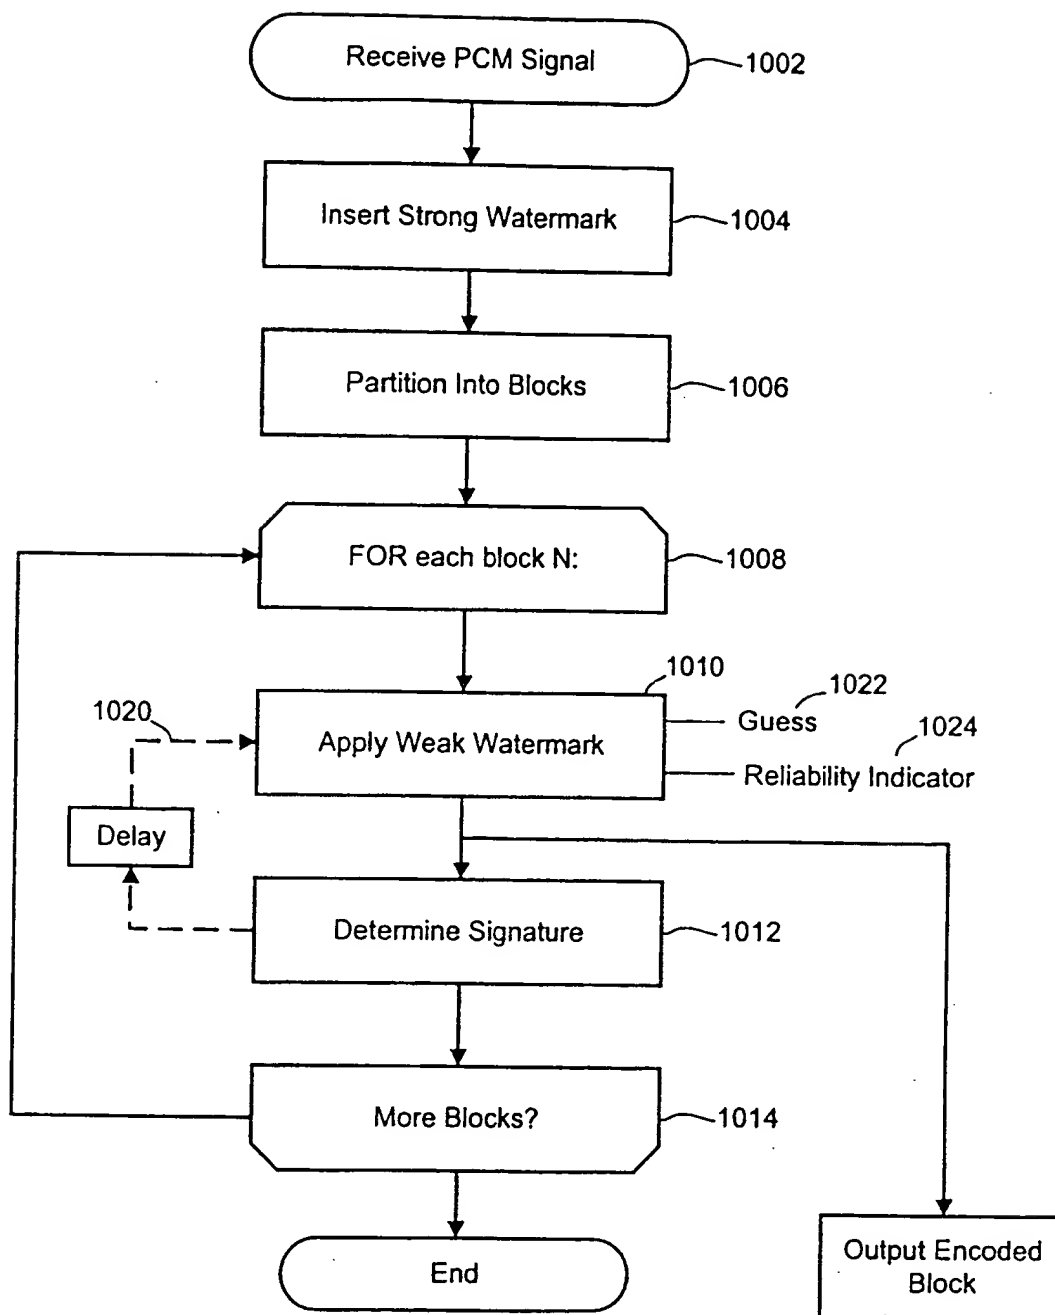 Receive PCM Signal
1002
Insert Strong Watermark
1004
Partition Into Blocks
1006
FOR each block N:
1008
1010
1022
Guess
1020
Apply Weak Watermark
1024
Reliability Indicator
Delay
Determine Signature
1012
More Blocks?
1014
End
Output Encoded
Block